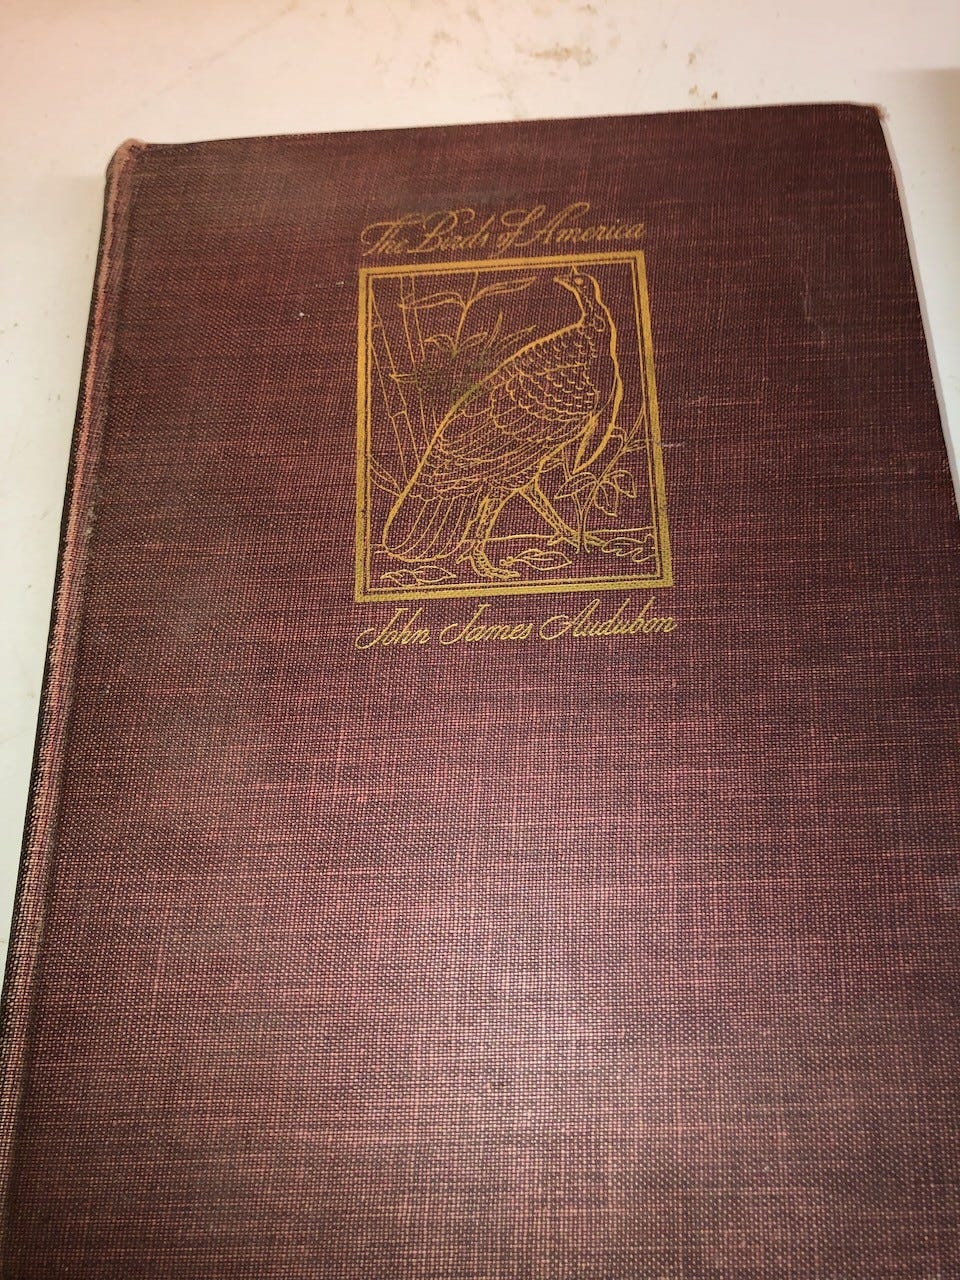 The Birds of America
John James Audubon